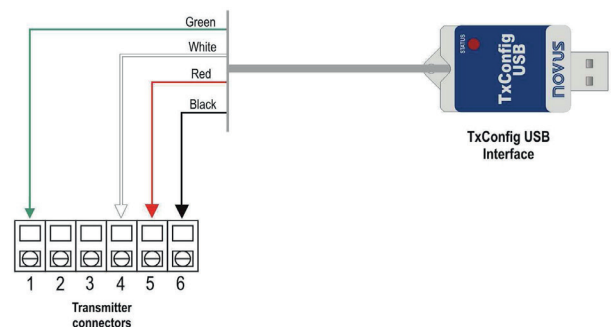 Green
White
Red
Black
STATUS
TxConfig
USB
novus
TxConfig USB
Interface
1 2 3 4 5 6
Transmitter
connectors